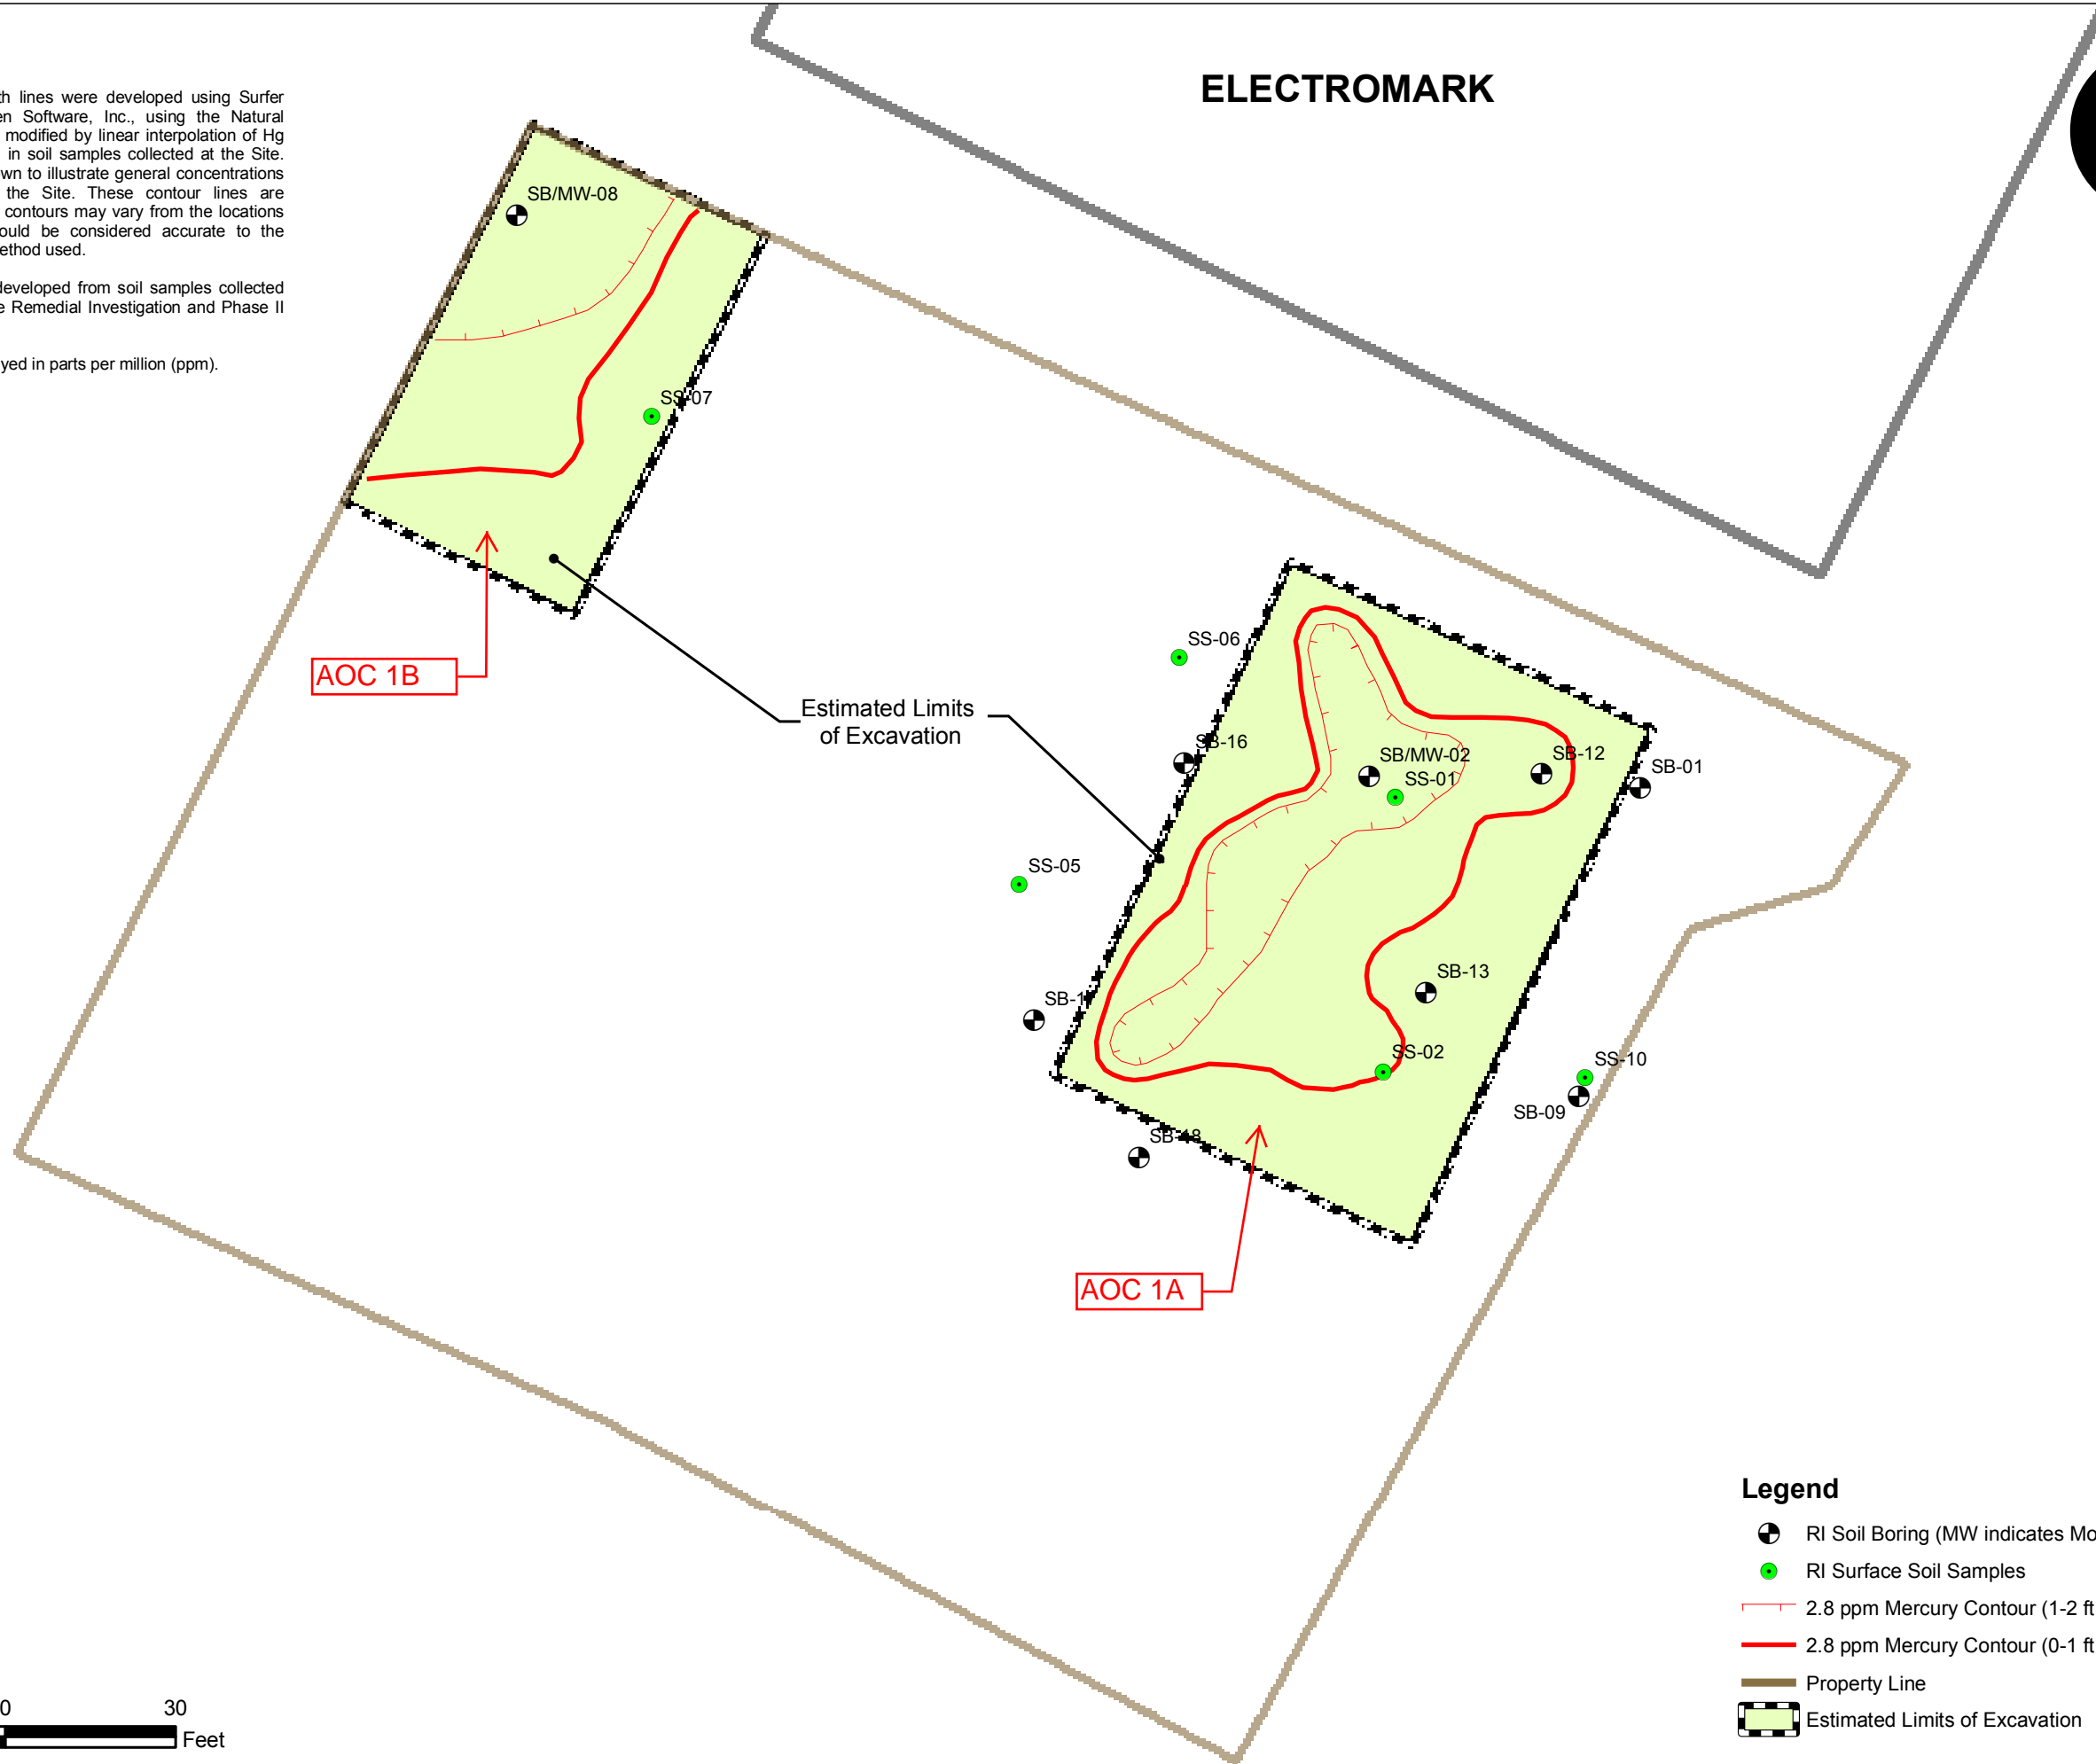 ELECTROMARK
th lines were developed using Surfer
en Software, Inc., using the Natural
modified by linear interpolation of Hg
in soil samples collected at the Site.
wn to illustrate general concentrations
the Site. These contour lines are
contours may vary from the locations
ould be considered accurate to the
ethod used.
developed from soil samples collected
e Remedial Investigation and Phase II
yed in parts per million (ppm).
SB/MW-08
SS-07
AOC 1B
Estimated Limits
of Excavation
SS-06
SB-16
SB/MW-02
SS-01
SB-12
SB-01
SS-05
SB-13
SB-1
SS-02
SS-10
SB-09
SB-18
AOC 1A
Legend
RI Soil Boring (MW indicates Mo
RI Surface Soil Samples
2.8 ppm Mercury Contour (1-2 ft
2.8 ppm Mercury Contour (0-1 ft
Property Line
Estimated Limits of Excavation
0 30
Feet